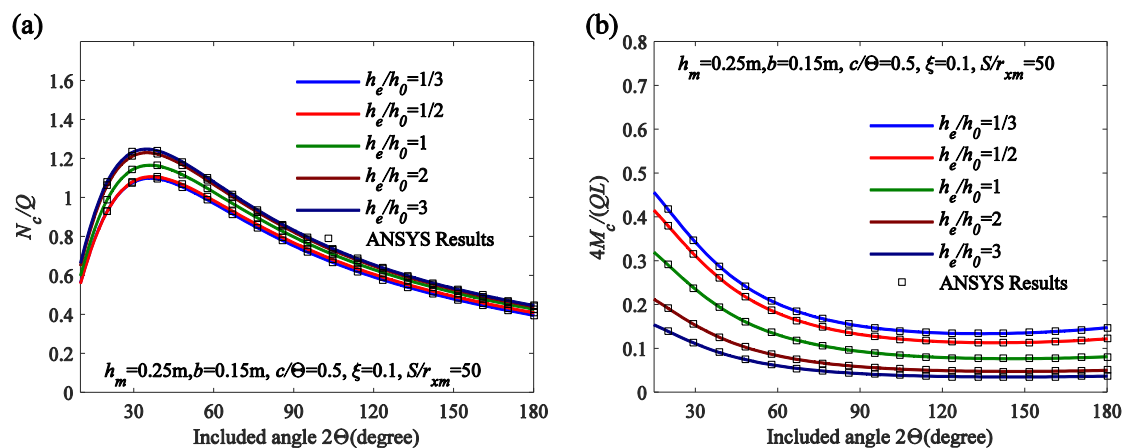 (a)
1.6
1.4
1.2
1
0.8
0.6
0.4
0.2
0
N_c/Q
h_e/h_0=1/3
h_e/h_0=1/2
h_e/h_0=1
h_e/h_0=2
h_e/h_0=3
ANSYS Results
h_m=0.25m,b=0.15m, c/Θ=0.5, ξ=0.1, S/r_xm=50
30 60 90 120 150 180
Included angle 2Θ(degree)
(b)
0.8
0.7
0.6
0.5
0.4
0.3
0.2
0.1
0
4M_c/(QL)
h_m=0.25m,b=0.15m, c/Θ=0.5, ξ=0.1, S/r_xm=50
h_e/h_0=1/3
h_e/h_0=1/2
h_e/h_0=1
h_e/h_0=2
h_e/h_0=3
ANSYS Results
30 60 90 120 150 180
Included angle 2Θ(degree)